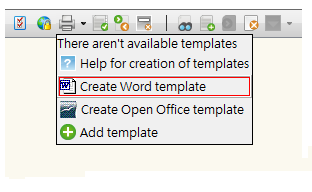 There aren't available templates
Help for creation of templates
Create Word template
Create Open Office template
Add template